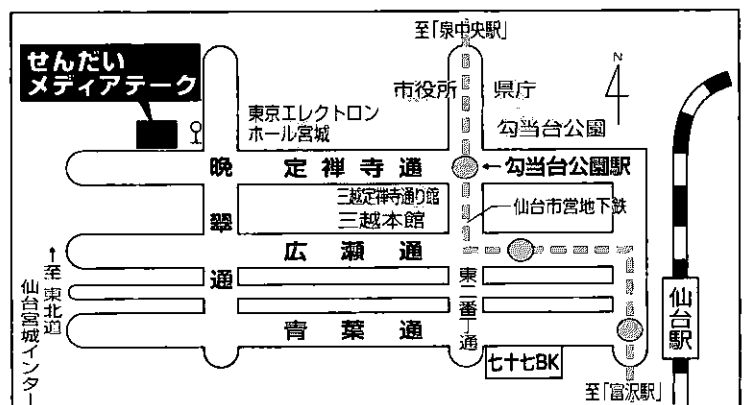 至「泉中央駅」
せんだい
メディアテーク
市役所
県庁
N
東京エレクトロン
ホール宮城
勾当台公園
晩翠通
定禅寺通
←勾当台公園駅
三越定禅寺通り館
三越本館
仙台市営地下鉄
広瀬通
東二番丁通
←至 東北道
仙台宮城インター
仙台駅
青葉通
七十七BK
至「富沢駅」